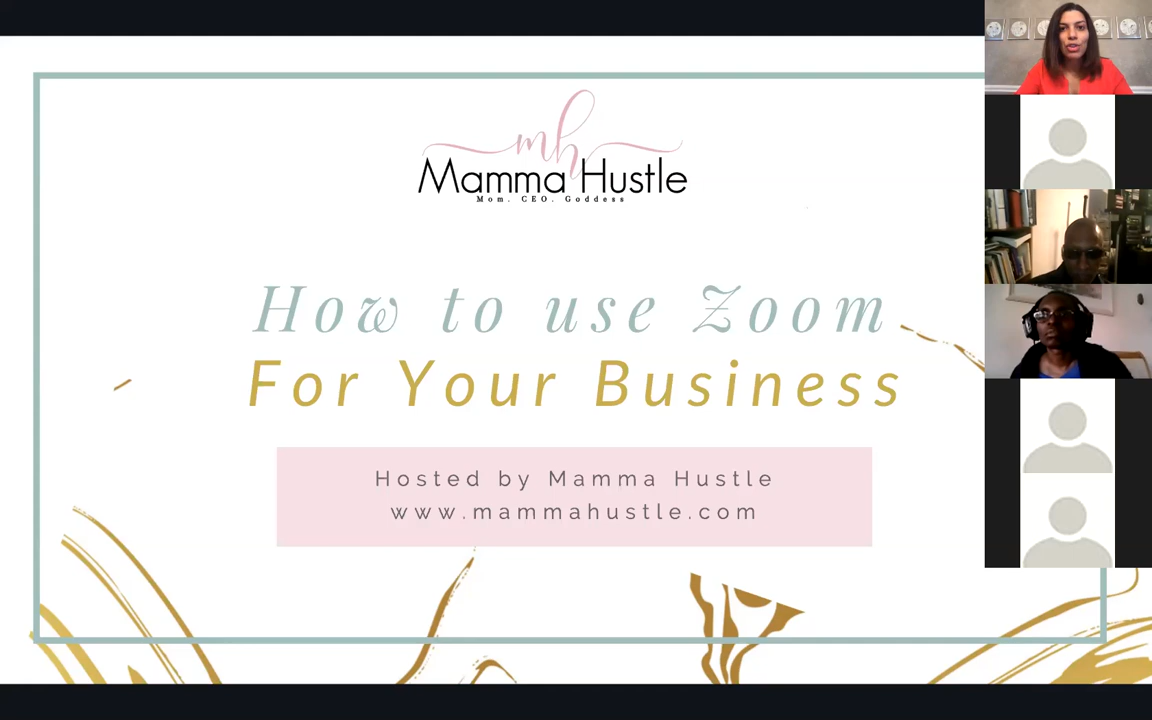 mh
Mamma Hustle
Mom. CEO. Goddess
How to use Zoom
For Your Business
Hosted by Mamma Hustle
www.mammahustle.com